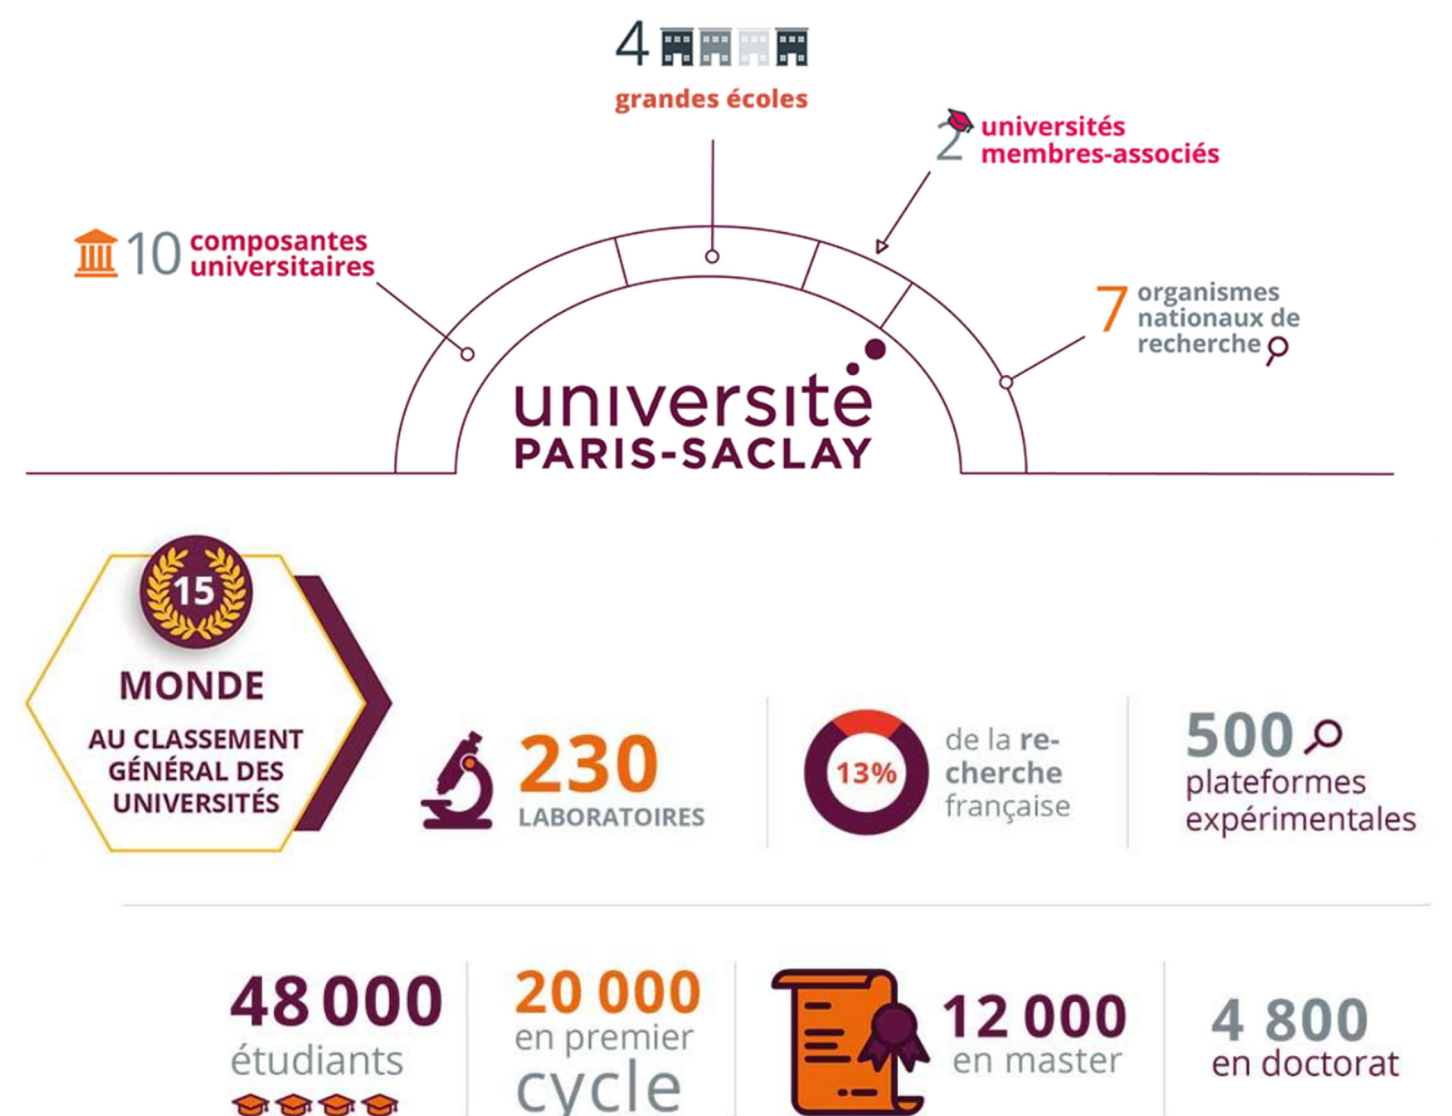 4
grandes écoles
2 universités
membres-associés
10 composantes
universitaires
7 organismes
nationaux de
recherche
universite
PARIS-SACLAY
15
MONDE
AU CLASSEMENT
GÉNÉRAL DES
UNIVERSITÉS
230
LABORATOIRES
13%
de la re-
cherche
française
500
plateformes
expérimentales
48 000
étudiants
20 000
en premier
cycle
12 000
en master
4 800
en doctorat